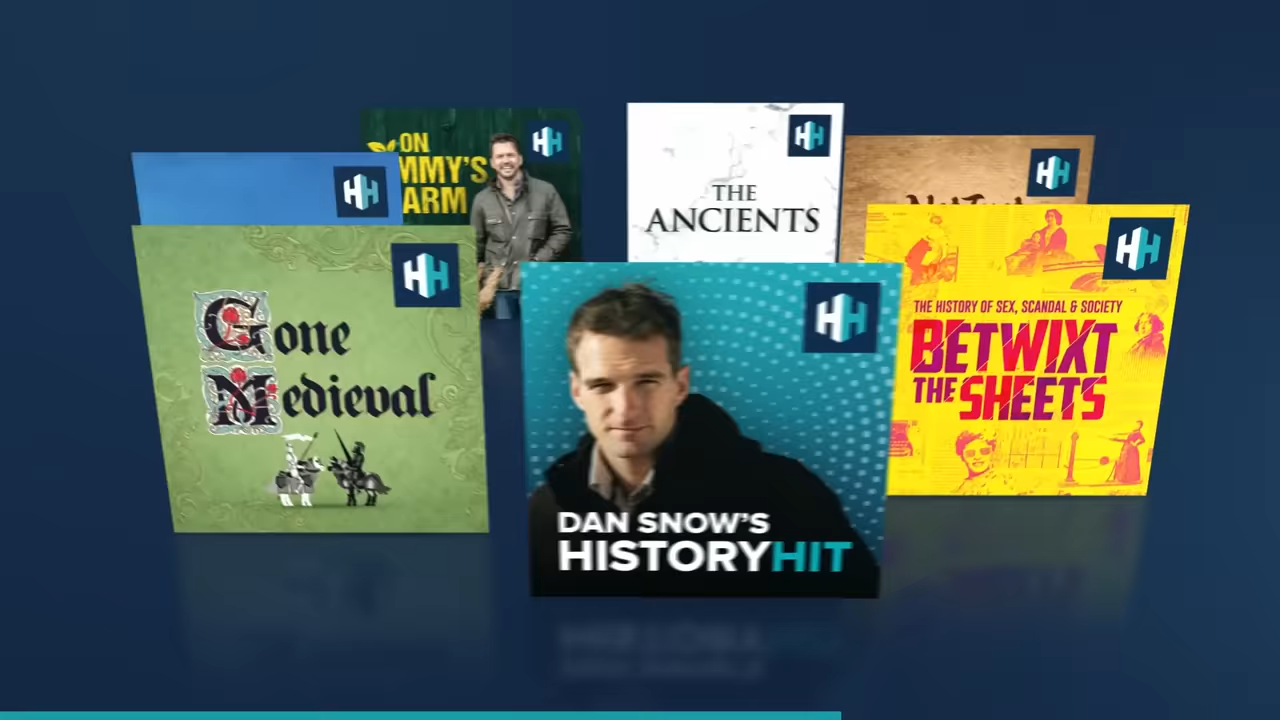 ON
MMY'S
ARM
HH
THE
ANCIENTS
HH
HH
HH
Gone
Medieval
HH
DAN SNOW'S
HISTORYHIT
HH
HH
THE HISTORY OF SEX, SCANDAL & SOCIETY
BETWIXT
THE SHEETS